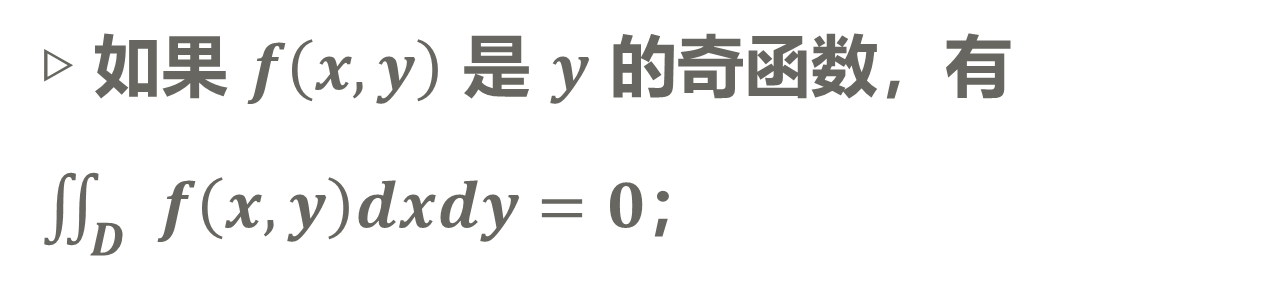 ▷ 如果 f(x,y) 是 y 的奇函数，有
∬_D f(x,y)dxdy = 0；